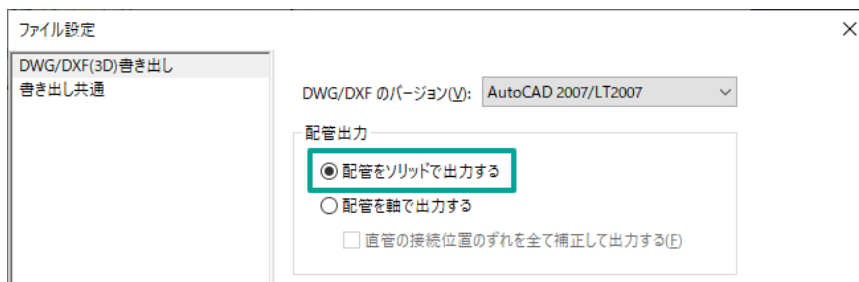 ファイル設定
DWG/DXF(3D)書き出し
書き出し共通
DWG/DXF のバージョン(V): AutoCAD 2007/LT2007
配管出力
配管をソリッドで出力する
配管を軸で出力する
直管の接続位置のずれを全て補正して出力する(F)